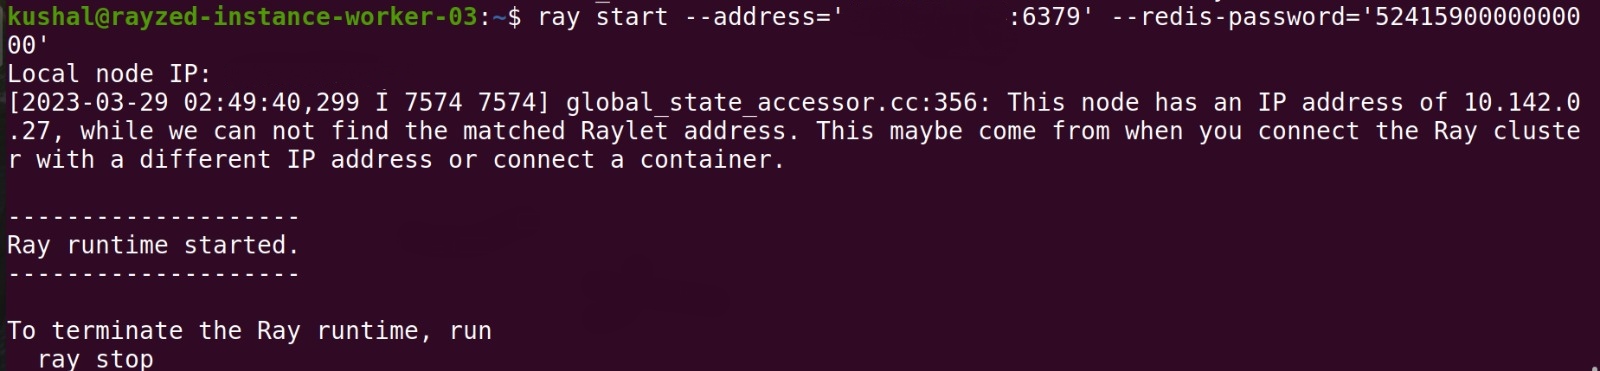 kushal@rayzed-instance-worker-03:~$ ray start --address='            :6379' --redis-password='52415900000000
00'
Local node IP:
[2023-03-29 02:49:40,299 I 7574 7574] global_state_accessor.cc:356: This node has an IP address of 10.142.0
.27, while we can not find the matched Raylet address. This maybe come from when you connect the Ray cluste
r with a different IP address or connect a container.
--------------------
Ray runtime started.
--------------------
To terminate the Ray runtime, run
  ray stop